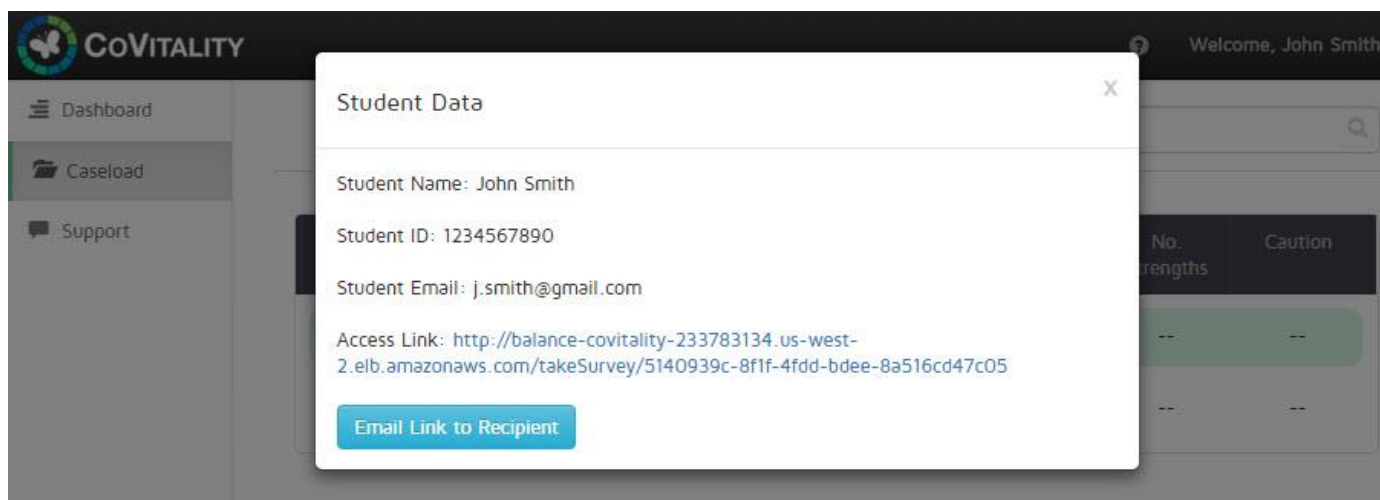 COVITALITY
Welcome, John Smith
Dashboard
Caseload
Support
Student Data
X
Student Name: John Smith
Student ID: 1234567890
Student Email: j.smith@gmail.com
Access Link: http://balance-covitality-233783134.us-west-
2.elb.amazonaws.com/takeSurvey/5140939c-8f1f-4fdd-bdee-8a516cd47c05
Email Link to Recipient
No.
trengths
Caution
-- --
-- --